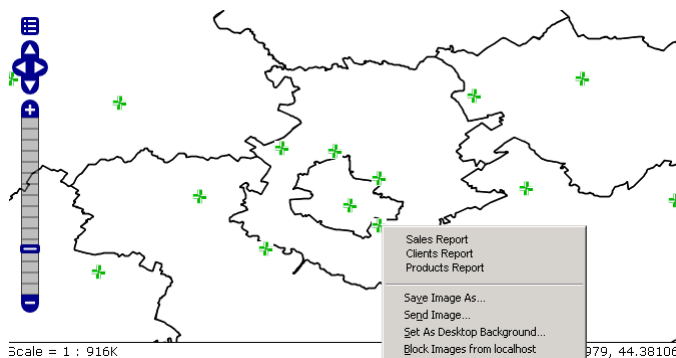 Sales Report
Clients Report
Products Report
Save Image As...
Send Image...
Set As Desktop Background...
Block Images from localhost
Scale = 1 : 916K
979, 44.38106